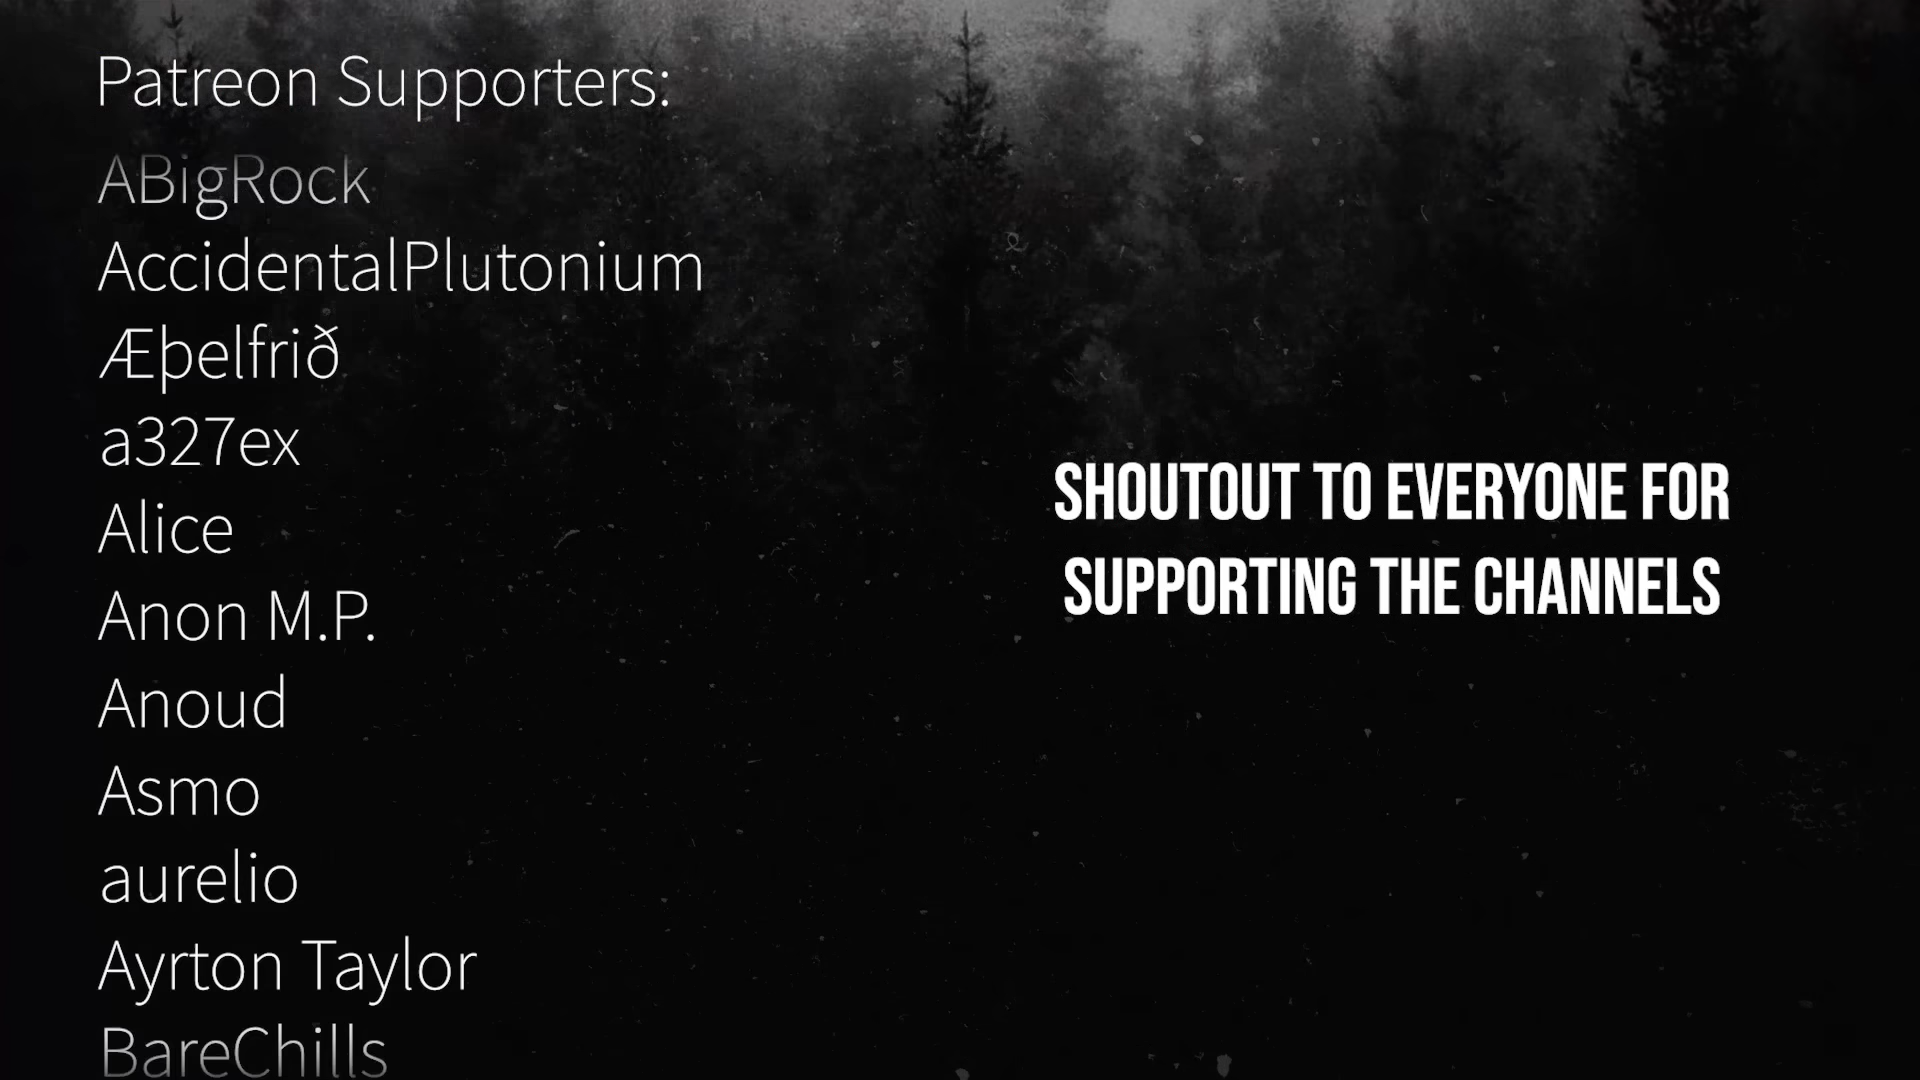 Patreon Supporters:
ABigRock
AccidentalPlutonium
Æþelfrið
a327ex
Alice
Anon M.P.
Anoud
Asmo
aurelio
Ayrton Taylor
BareChills
SHOUTOUT TO EVERYONE FOR
SUPPORTING THE CHANNELS